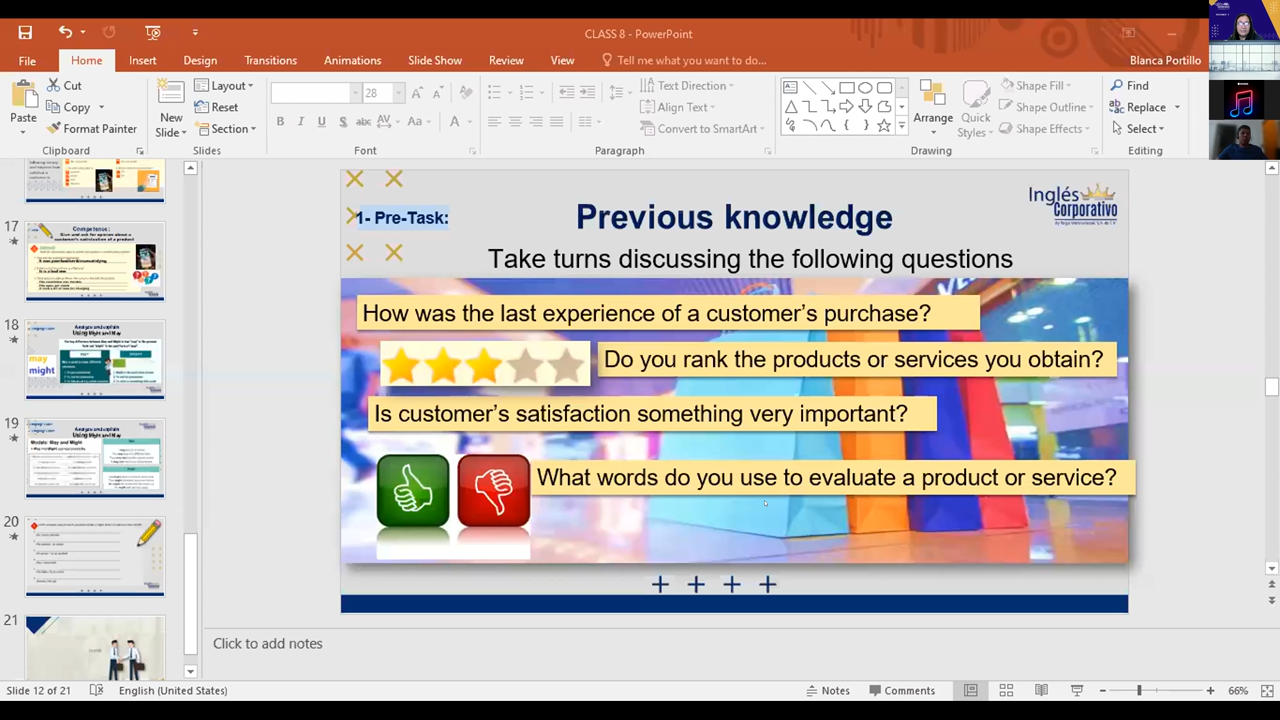 CLASS 8 - PowerPoint
File Home Insert Design Transitions Animations Slide Show Review View Tell me what you want to do... Blanca Portillo
Paste
Cut
Copy
Format Painter
Clipboard
New Slide
Layout
Reset
Section
Slides
28
B I U S abc AV Aa A
Font
Text Direction
Align Text
Convert to SmartArt
Paragraph
Arrange
Quick Styles
Shape Fill
Shape Outline
Shape Effects
Drawing
Find
Replace
Select
Editing
17
18
may
might
19
20
21
1- Pre-Task:
Previous knowledge
Inglés
Corporativo
Take turns discussing the following questions
How was the last experience of a customer's purchase?
Do you rank the products or services you obtain?
Is customer's satisfaction something very important?
What words do you use to evaluate a product or service?
Click to add notes
Slide 12 of 21 English (United States) Notes Comments 66%